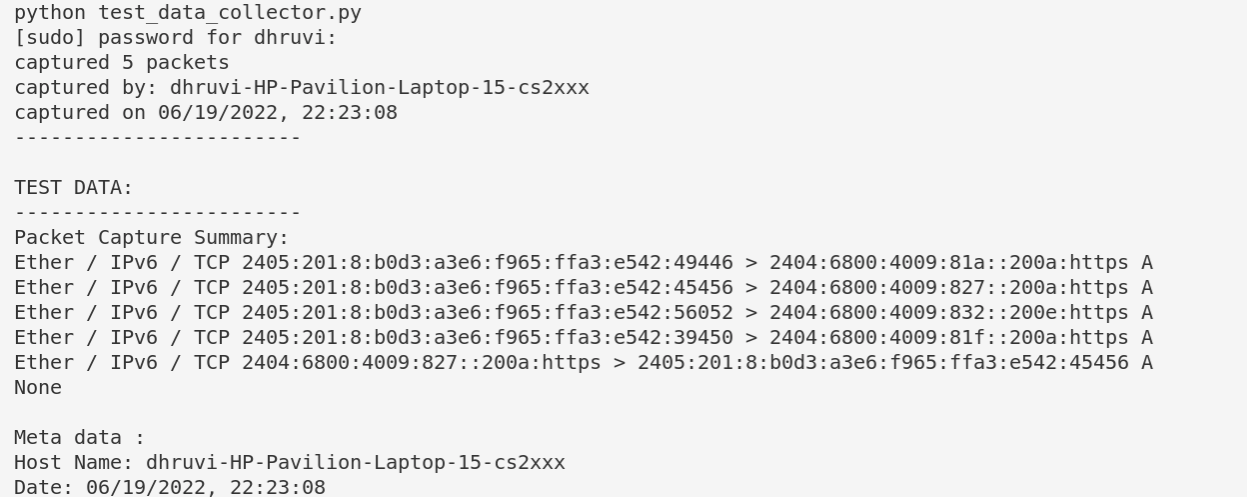 python test_data_collector.py
[sudo] password for dhruvi:
captured 5 packets
captured by: dhruvi-HP-Pavilion-Laptop-15-cs2xxx
captured on 06/19/2022, 22:23:08
------------------------
TEST DATA:
------------------------
Packet Capture Summary:
Ether / IPv6 / TCP 2405:201:8:b0d3:a3e6:f965:ffa3:e542:49446 > 2404:6800:4009:81a::200a:https A
Ether / IPv6 / TCP 2405:201:8:b0d3:a3e6:f965:ffa3:e542:45456 > 2404:6800:4009:827::200a:https A
Ether / IPv6 / TCP 2405:201:8:b0d3:a3e6:f965:ffa3:e542:56052 > 2404:6800:4009:832::200e:https A
Ether / IPv6 / TCP 2405:201:8:b0d3:a3e6:f965:ffa3:e542:39450 > 2404:6800:4009:81f::200a:https A
Ether / IPv6 / TCP 2404:6800:4009:827::200a:https > 2405:201:8:b0d3:a3e6:f965:ffa3:e542:45456 A
None
Meta data :
Host Name: dhruvi-HP-Pavilion-Laptop-15-cs2xxx
Date: 06/19/2022, 22:23:08